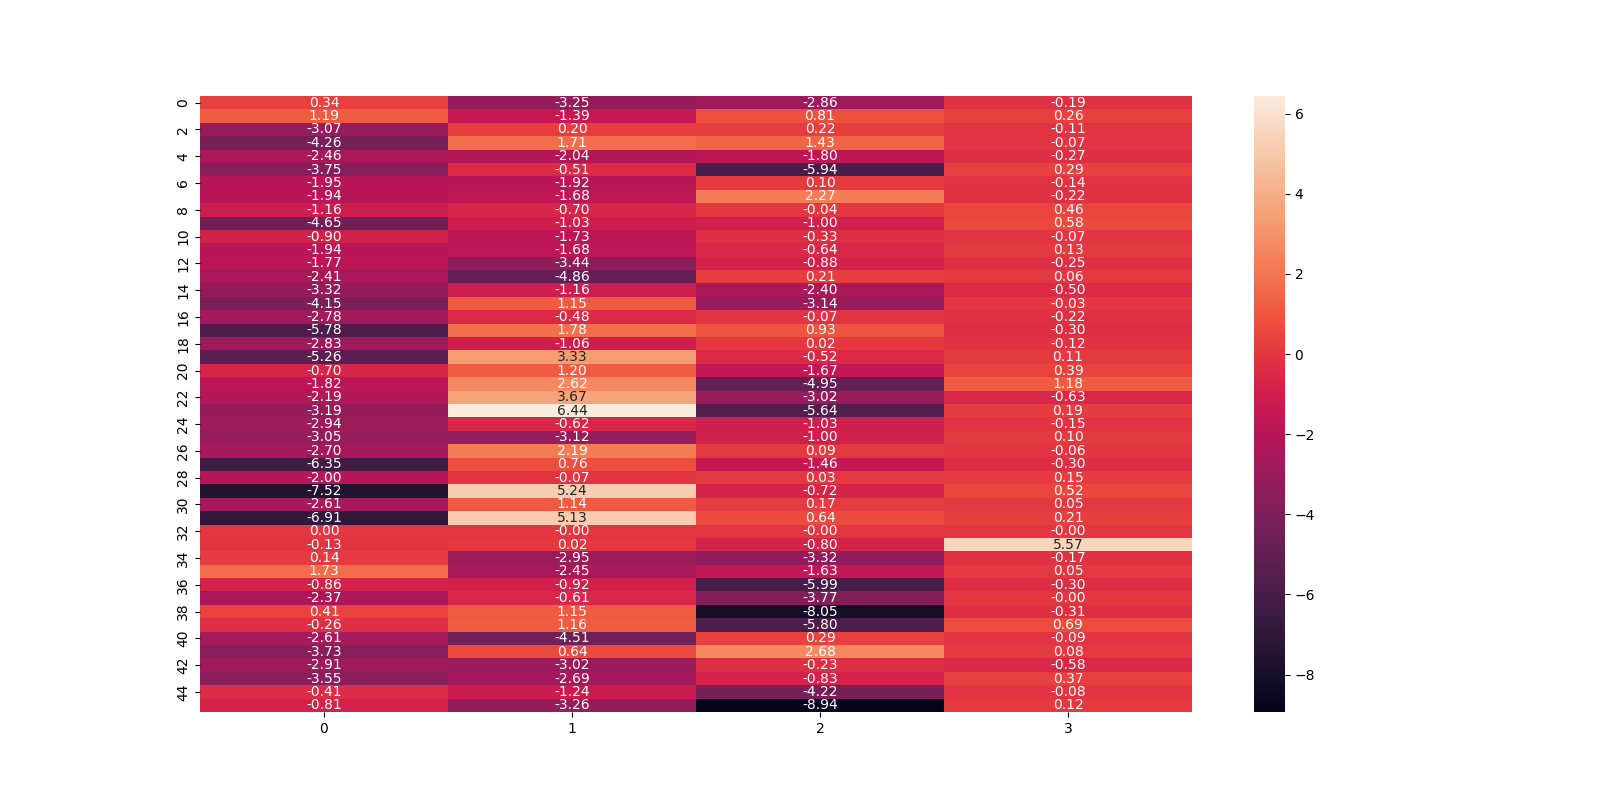 0 0.34 -3.25 -2.86 -0.19 6
1.19 -1.39 0.81 0.26
2 -3.07 0.20 0.22 -0.11
-4.26 1.71 1.43 -0.07
4 -2.46 -2.04 -1.80 -0.27
-3.75 -0.51 -5.94 0.29
6 -1.95 -1.92 0.10 -0.14
-1.94 -1.68 2.27 -0.22 4
8 -1.16 -0.70 -0.04 0.46
-4.65 -1.03 -1.00 0.58
10 -0.90 -1.73 -0.33 -0.07
-1.94 -1.68 -0.64 0.13
12 -1.77 -3.44 -0.88 -0.25
-2.41 -4.86 0.21 0.06 2
14 -3.32 -1.16 -2.40 -0.50
-4.15 1.15 -3.14 -0.03
16 -2.78 -0.48 -0.07 -0.22
-5.78 1.78 0.93 -0.30
18 -2.83 -1.06 0.02 -0.12
-5.26 3.33 -0.52 0.11 0
20 -0.70 1.20 -1.67 0.39
-1.82 2.62 -4.95 1.18
22 -2.19 3.67 -3.02 -0.63
-3.19 6.44 -5.64 0.19
24 -2.94 -0.62 -1.03 -0.15
-3.05 -3.12 -1.00 0.10 −2
26 -2.70 2.19 0.09 -0.06
-6.35 0.76 -1.46 -0.30
28 -2.00 -0.07 0.03 0.15
-7.52 5.24 -0.72 0.52
30 -2.61 1.14 0.17 0.05
-6.91 5.13 0.64 0.21 −4
32 0.00 -0.00 -0.00 -0.00
-0.13 0.02 -0.80 5.57
34 0.14 -2.95 -3.32 -0.17
1.73 -2.45 -1.63 0.05
36 -0.86 -0.92 -5.99 -0.30
-2.37 -0.61 -3.77 -0.00 −6
38 0.41 1.15 -8.05 -0.31
-0.26 1.16 -5.80 0.69
40 -2.61 -4.51 0.29 -0.09
-3.73 0.64 2.68 0.08
42 -2.91 -3.02 -0.23 -0.58
-3.55 -2.69 -0.83 0.37 −8
44 -0.41 -1.24 -4.22 -0.08
-0.81 -3.26 -8.94 0.12
0 1 2 3